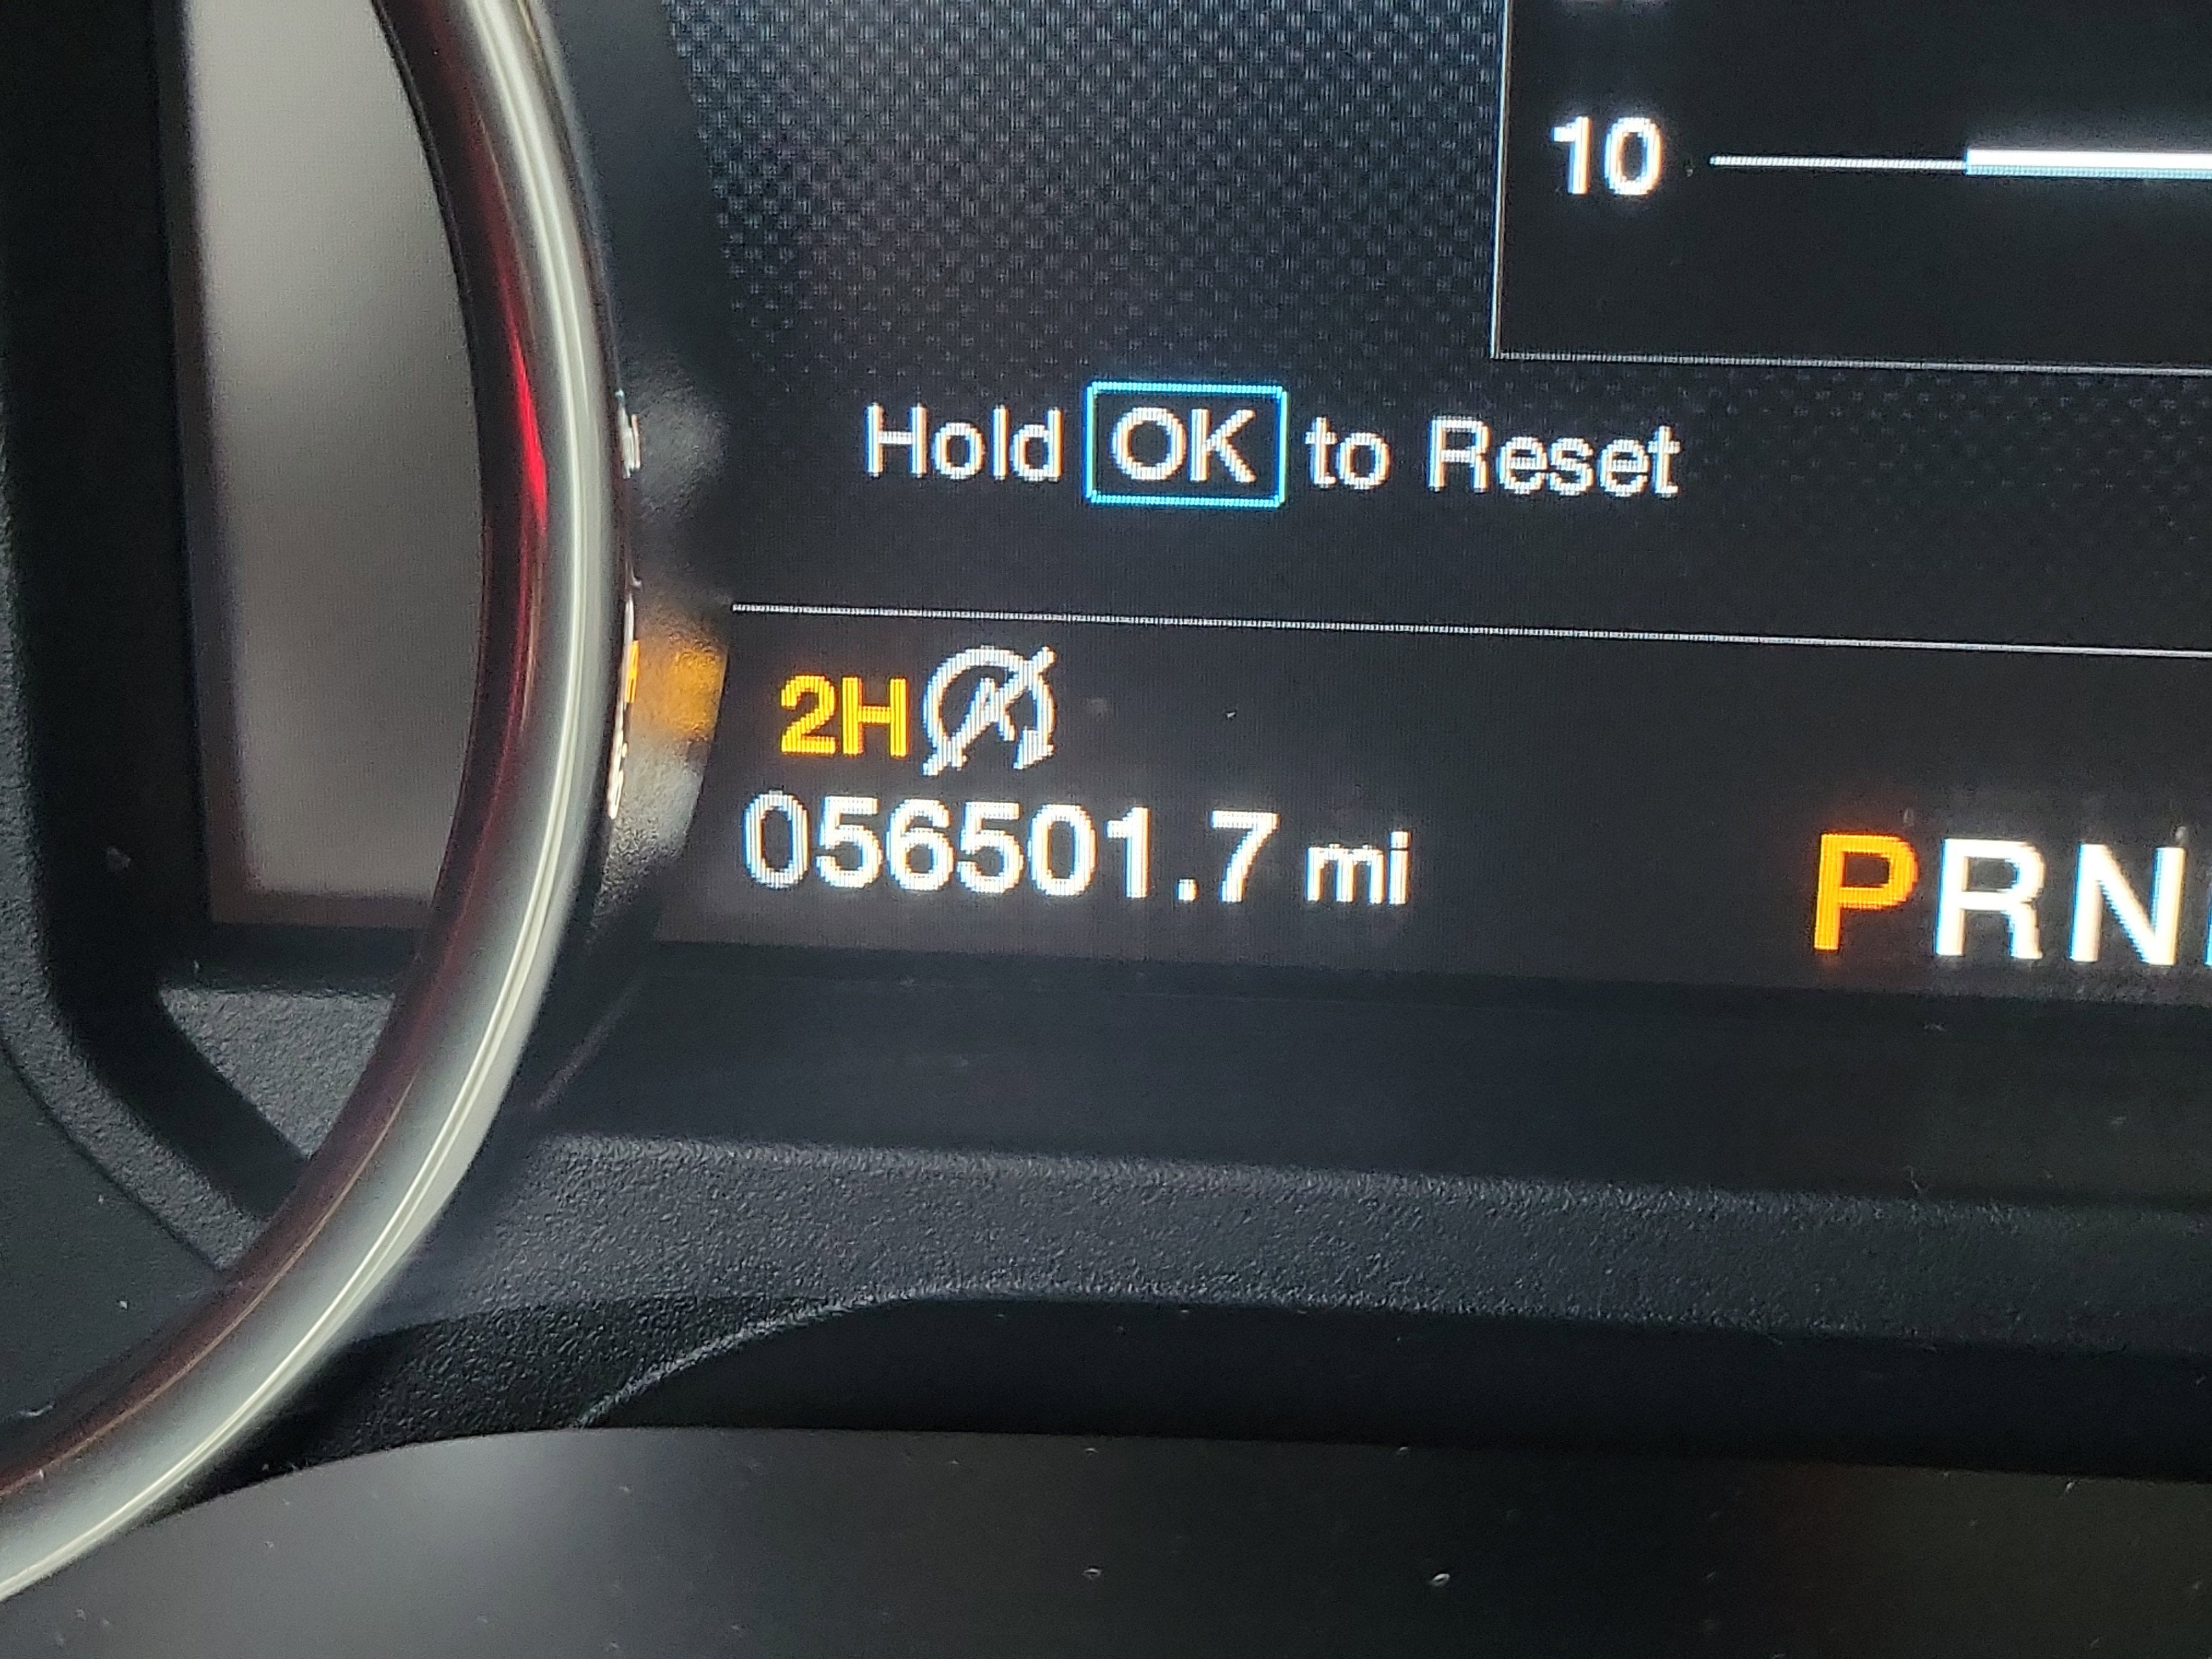 10
Hold OK to Reset
2H A
056501.7 mi
PRN